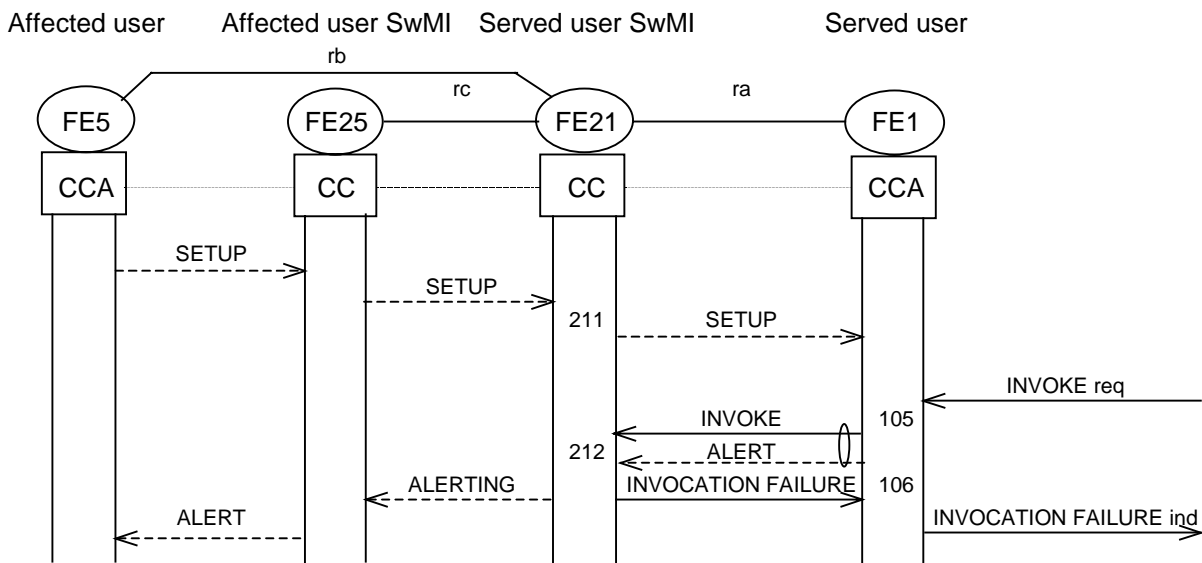 Affected user Affected user SwMI Served user SwMI Served user
rb
rc ra
FE5 FE25 FE21 FE1
CCA CC CC CCA
SETUP
SETUP
211 SETUP
INVOKE req
INVOKE 105
212 ALERT
ALERTING INVOCATION FAILURE 106
ALERT INVOCATION FAILURE ind